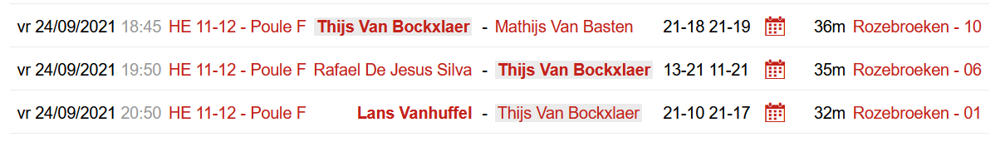 vr 24/09/2021 18:45 HE 11-12 - Poule F Thijs Van Bockxlaer - Mathijs Van Basten 21-18 21-19 36m Rozebroeken - 10
vr 24/09/2021 19:50 HE 11-12 - Poule F Rafael De Jesus Silva - Thijs Van Bockxlaer 13-21 11-21 35m Rozebroeken - 06
vr 24/09/2021 20:50 HE 11-12 - Poule F Lans Vanhuffel - Thijs Van Bockxlaer 21-10 21-17 32m Rozebroeken - 01